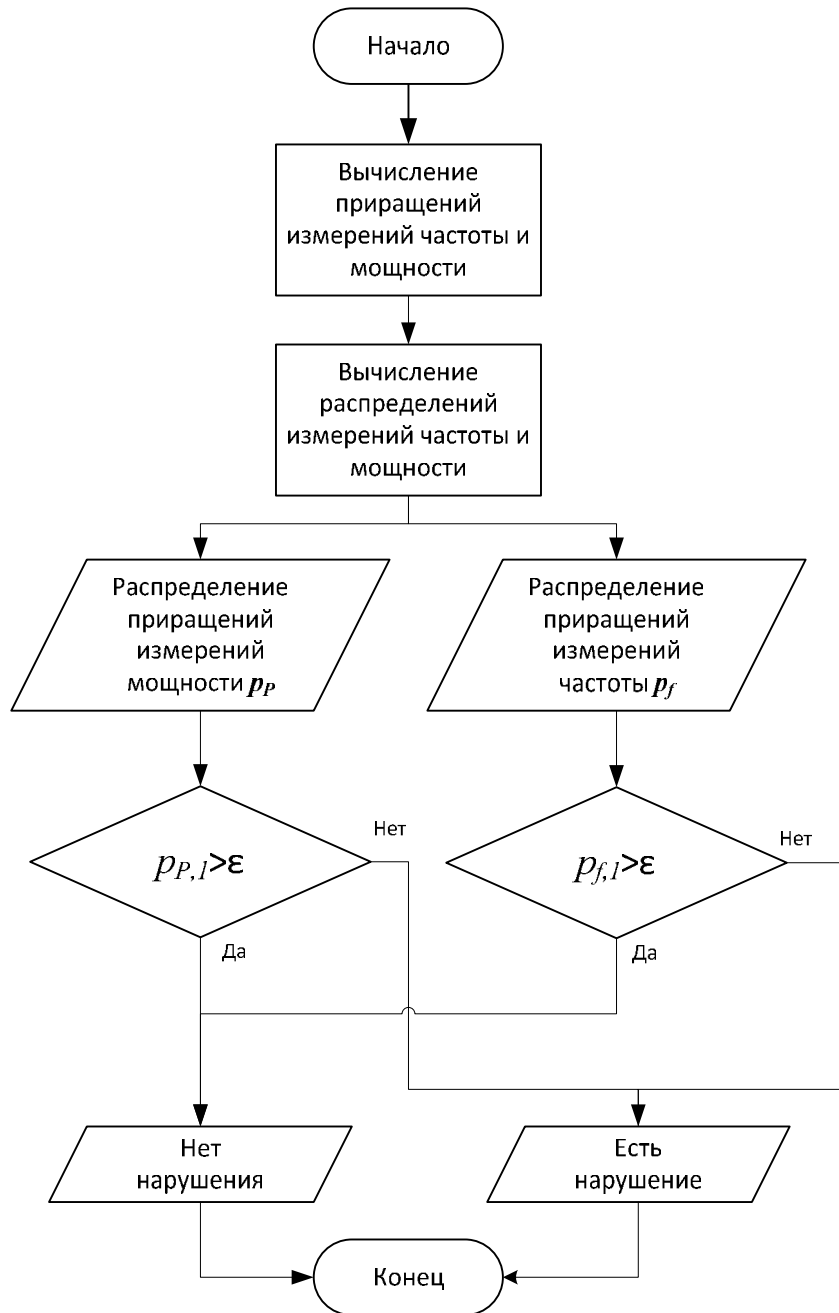 Начало
Вычисление
приращений
измерений частоты и
мощности
Вычисление
распределений
измерений частоты и
мощности
Распределение
приращений
измерений
мощности pP
Распределение
приращений
измерений
частоты pf
pP,1>ε
Нет
Да
pf,1>ε
Нет
Да
Нет
нарушения
Есть
нарушение
Конец